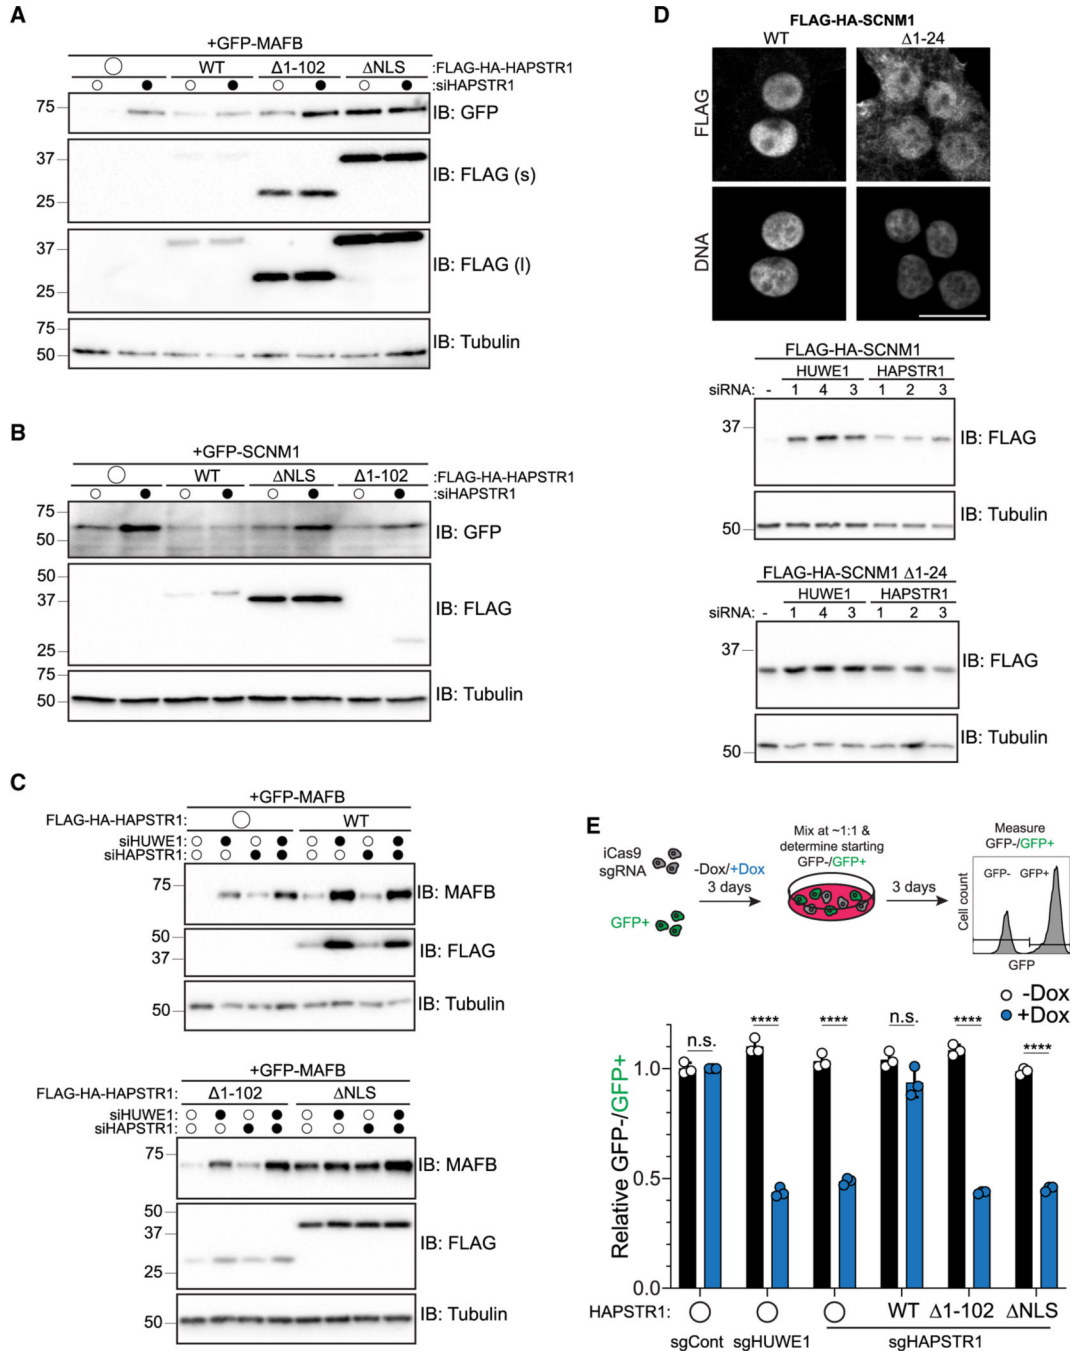 A
+GFP-MAFB
WT Δ1-102 ΔNLS :FLAG-HA-HAPSTR1
:siHAPSTR1
75 IB: GFP
37
25 IB: FLAG (s)
37
25 IB: FLAG (l)
75
50 IB: Tubulin
B
+GFP-SCNM1
WT ΔNLS Δ1-102 :FLAG-HA-HAPSTR1
:siHAPSTR1
75
50 IB: GFP
50
37 IB: FLAG
25
75
50 IB: Tubulin
C
+GFP-MAFB
FLAG-HA-HAPSTR1: WT
siHUWE1:
siHAPSTR1:
75 IB: MAFB
50
37 IB: FLAG
50 IB: Tubulin
+GFP-MAFB
FLAG-HA-HAPSTR1: Δ1-102 ΔNLS
siHUWE1:
siHAPSTR1:
75 IB: MAFB
50
37 IB: FLAG
25
50 IB: Tubulin
D
FLAG-HA-SCNM1
WT Δ1-24
FLAG
DNA
FLAG-HA-SCNM1
HUWE1 HAPSTR1
siRNA: - 1 4 3 1 2 3
37 IB: FLAG
50 IB: Tubulin
FLAG-HA-SCNM1 Δ1-24
HUWE1 HAPSTR1
siRNA: - 1 4 3 1 2 3
37 IB: FLAG
50 IB: Tubulin
E
iCas9
sgRNA
GFP+
-Dox/+Dox
3 days
Mix at ~1:1 &
determine starting
GFP-/GFP+
3 days
Measure
GFP-/GFP+
GFP- GFP+
Cell count
GFP
-Dox
+Dox
n.s. **** **** n.s. **** ****
Relative GFP-/GFP+
1.0
0.5
0.0
HAPSTR1: WT Δ1-102 ΔNLS
sgCont sgHUWE1 sgHAPSTR1